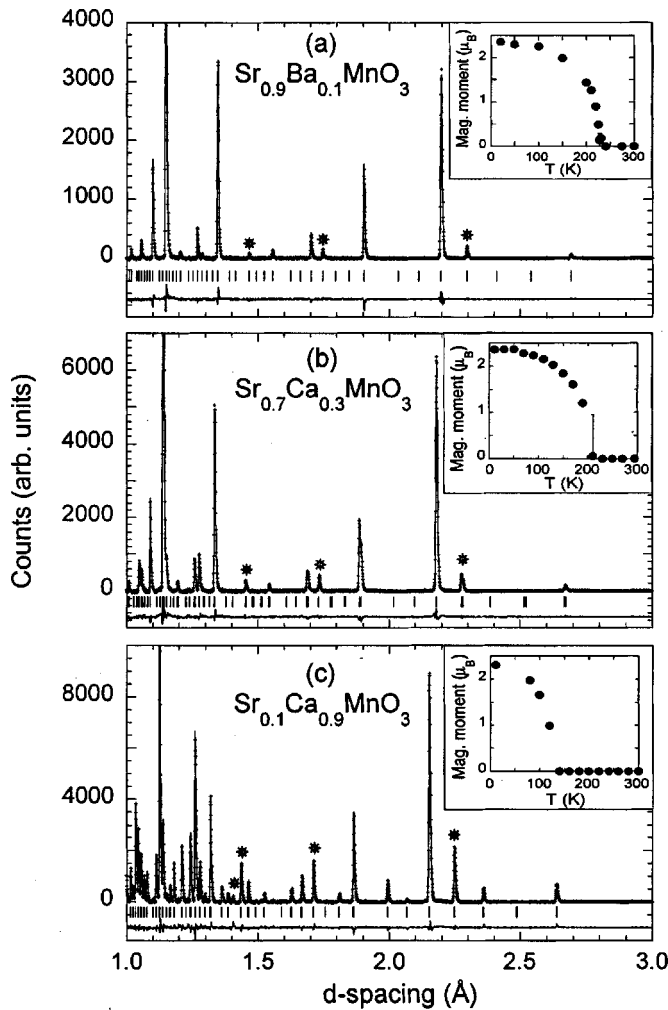 4000
3000
2000
1000
0
(a)
Sr0.9Ba0.1MnO3
Mag. moment (μB)
2
1
0
0 100 200 300
T (K)
* * *
Counts (arb. units)
6000
4000
2000
0
(b)
Sr0.7Ca0.3MnO3
Mag. moment (μB)
2
1
0
0 100 200 300
T (K)
* * *
8000
4000
0
(c)
Sr0.1Ca0.9MnO3
Mag. moment (μB)
2
1
0
0 100 200 300
T (K)
* * * *
1.0 1.5 2.0 2.5 3.0
d-spacing (Å)